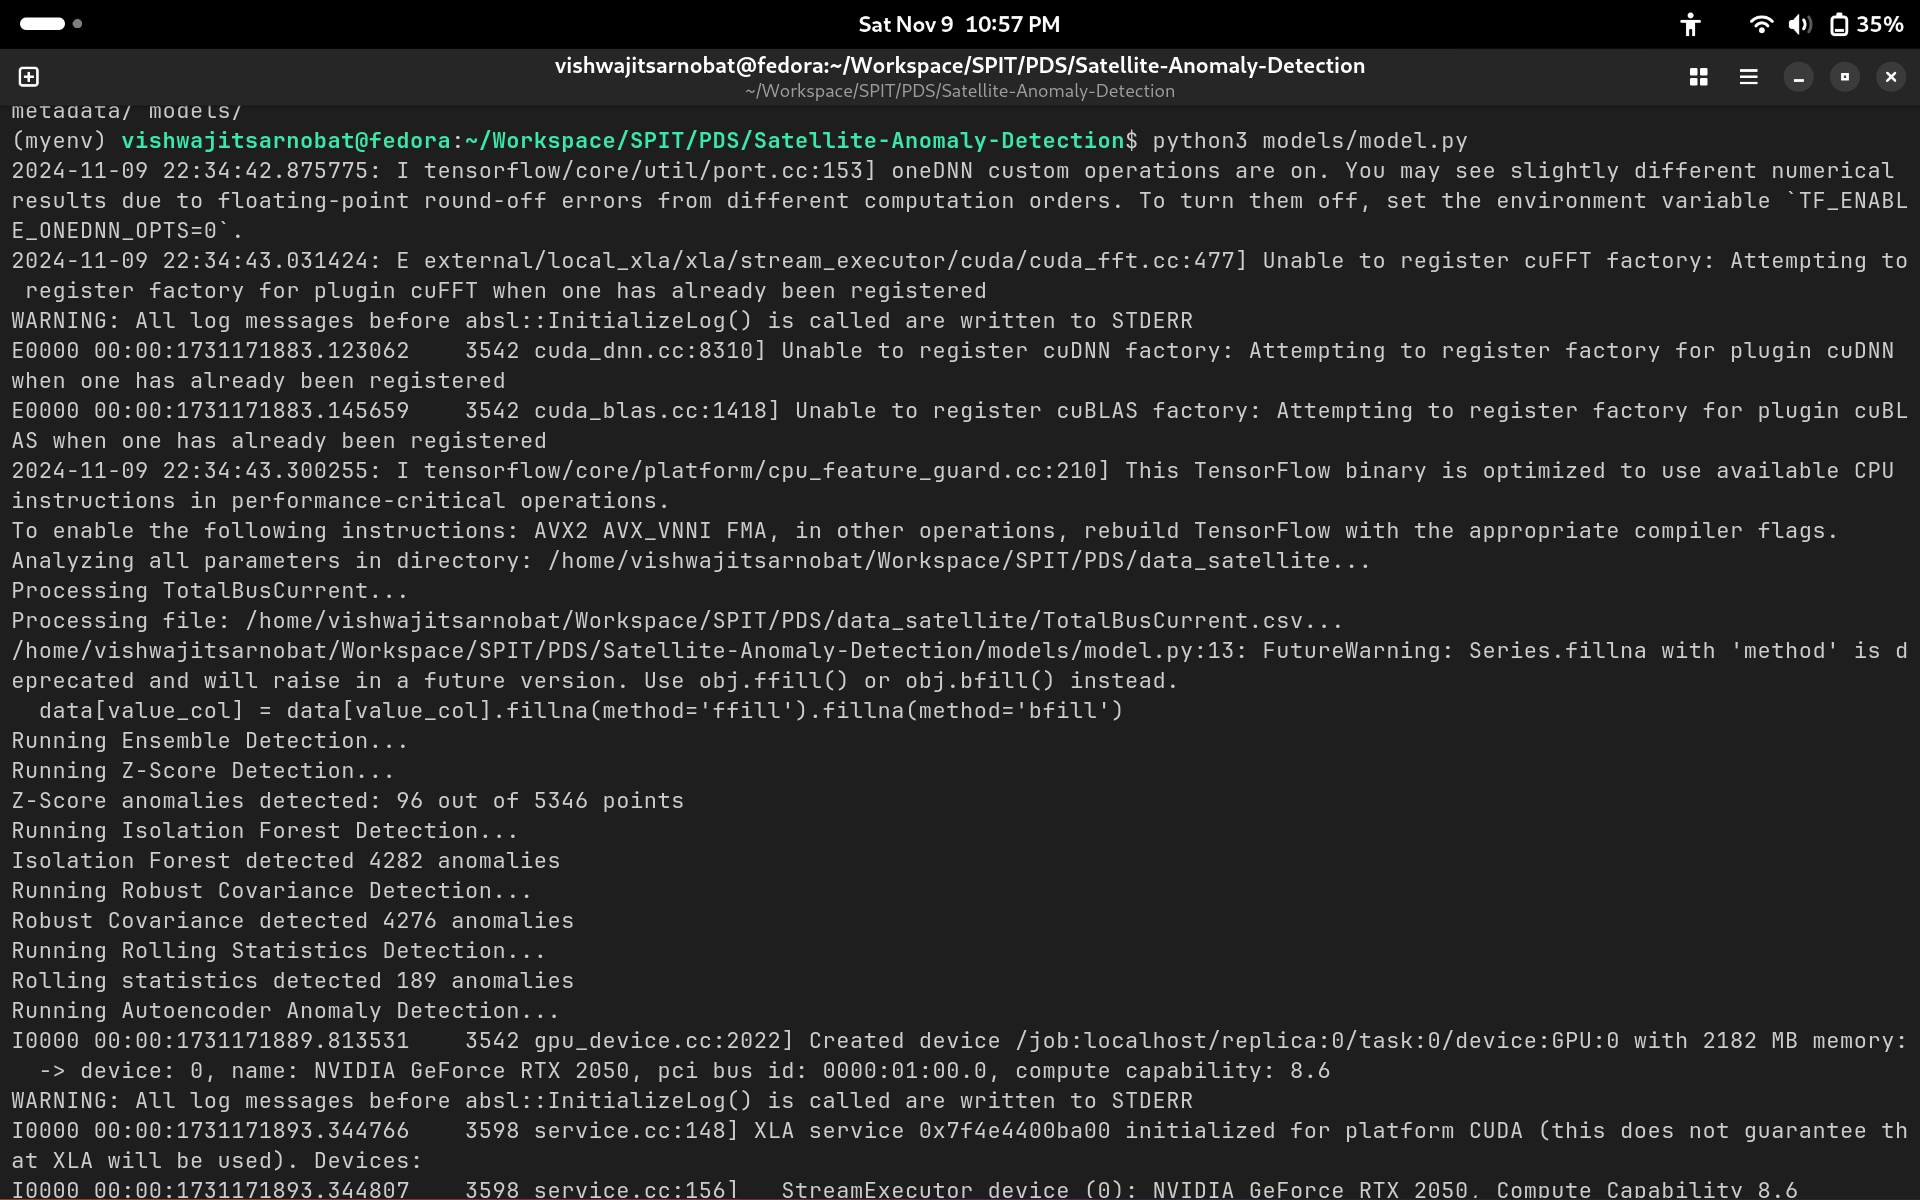 Sat Nov 9  10:57 PM
35%
vishwajitsarnobat@fedora:~/Workspace/SPIT/PDS/Satellite-Anomaly-Detection
~/Workspace/SPIT/PDS/Satellite-Anomaly-Detection
metadata/ models/
(myenv) vishwajitsarnobat@fedora:~/Workspace/SPIT/PDS/Satellite-Anomaly-Detection$ python3 models/model.py
2024-11-09 22:34:42.875775: I tensorflow/core/util/port.cc:153] oneDNN custom operations are on. You may see slightly different numerical
results due to floating-point round-off errors from different computation orders. To turn them off, set the environment variable `TF_ENABL
E_ONEDNN_OPTS=0`.
2024-11-09 22:34:43.031424: E external/local_xla/xla/stream_executor/cuda/cuda_fft.cc:477] Unable to register cuFFT factory: Attempting to
 register factory for plugin cuFFT when one has already been registered
WARNING: All log messages before absl::InitializeLog() is called are written to STDERR
E0000 00:00:1731171883.123062    3542 cuda_dnn.cc:8310] Unable to register cuDNN factory: Attempting to register factory for plugin cuDNN
when one has already been registered
E0000 00:00:1731171883.145659    3542 cuda_blas.cc:1418] Unable to register cuBLAS factory: Attempting to register factory for plugin cuBL
AS when one has already been registered
2024-11-09 22:34:43.300255: I tensorflow/core/platform/cpu_feature_guard.cc:210] This TensorFlow binary is optimized to use available CPU
instructions in performance-critical operations.
To enable the following instructions: AVX2 AVX_VNNI FMA, in other operations, rebuild TensorFlow with the appropriate compiler flags.
Analyzing all parameters in directory: /home/vishwajitsarnobat/Workspace/SPIT/PDS/data_satellite...
Processing TotalBusCurrent...
Processing file: /home/vishwajitsarnobat/Workspace/SPIT/PDS/data_satellite/TotalBusCurrent.csv...
/home/vishwajitsarnobat/Workspace/SPIT/PDS/Satellite-Anomaly-Detection/models/model.py:13: FutureWarning: Series.fillna with 'method' is d
eprecated and will raise in a future version. Use obj.ffill() or obj.bfill() instead.
  data[value_col] = data[value_col].fillna(method='ffill').fillna(method='bfill')
Running Ensemble Detection...
Running Z-Score Detection...
Z-Score anomalies detected: 96 out of 5346 points
Running Isolation Forest Detection...
Isolation Forest detected 4282 anomalies
Running Robust Covariance Detection...
Robust Covariance detected 4276 anomalies
Running Rolling Statistics Detection...
Rolling statistics detected 189 anomalies
Running Autoencoder Anomaly Detection...
I0000 00:00:1731171889.813531    3542 gpu_device.cc:2022] Created device /job:localhost/replica:0/task:0/device:GPU:0 with 2182 MB memory:
  -> device: 0, name: NVIDIA GeForce RTX 2050, pci bus id: 0000:01:00.0, compute capability: 8.6
WARNING: All log messages before absl::InitializeLog() is called are written to STDERR
I0000 00:00:1731171893.344766    3598 service.cc:148] XLA service 0x7f4e4400ba00 initialized for platform CUDA (this does not guarantee th
at XLA will be used). Devices:
I0000 00:00:1731171893.344807    3598 service.cc:156]   StreamExecutor device (0): NVIDIA GeForce RTX 2050, Compute Capability 8.6